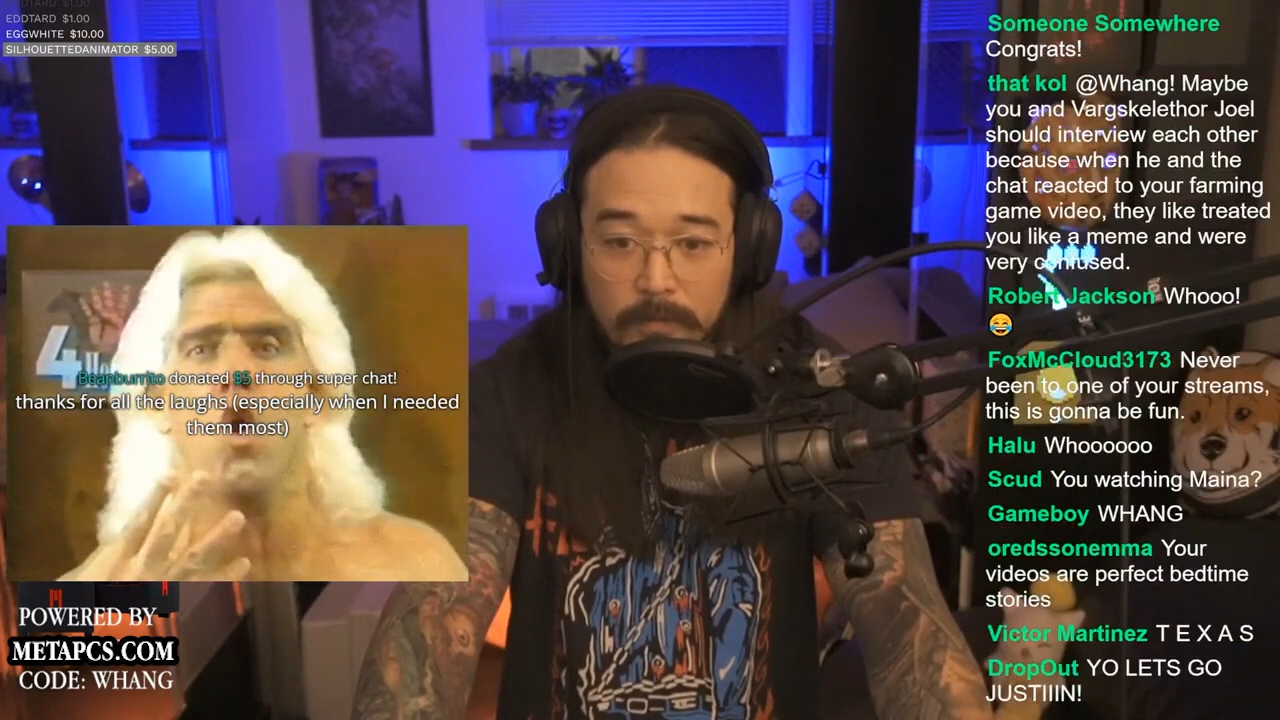 EDDTARD $1.00
EDDTARD $1.00
EGGWHITE $10.00
SILHOUETTEDANIMATOR $5.00
Beanburrito donated $5 through super chat!
thanks for all the laughs (especially when I needed
them most)
POWERED BY
METAPCS.COM
CODE: WHANG
Someone Somewhere
Congrats!
that kol @Whang! Maybe
you and Vargskelethor Joel
should interview each other
because when he and the
chat reacted to your farming
game video, they like treated
you like a meme and were
very confused.
Robert Jackson Whooo!
😂
FoxMcCloud3173 Never
been to one of your streams,
this is gonna be fun.
Halu Whoooooo
Scud You watching Maina?
Gameboy WHANG
oredssonemma Your
videos are perfect bedtime
stories
Victor Martinez T E X A S
DropOut YO LETS GO
JUSTIIIN!